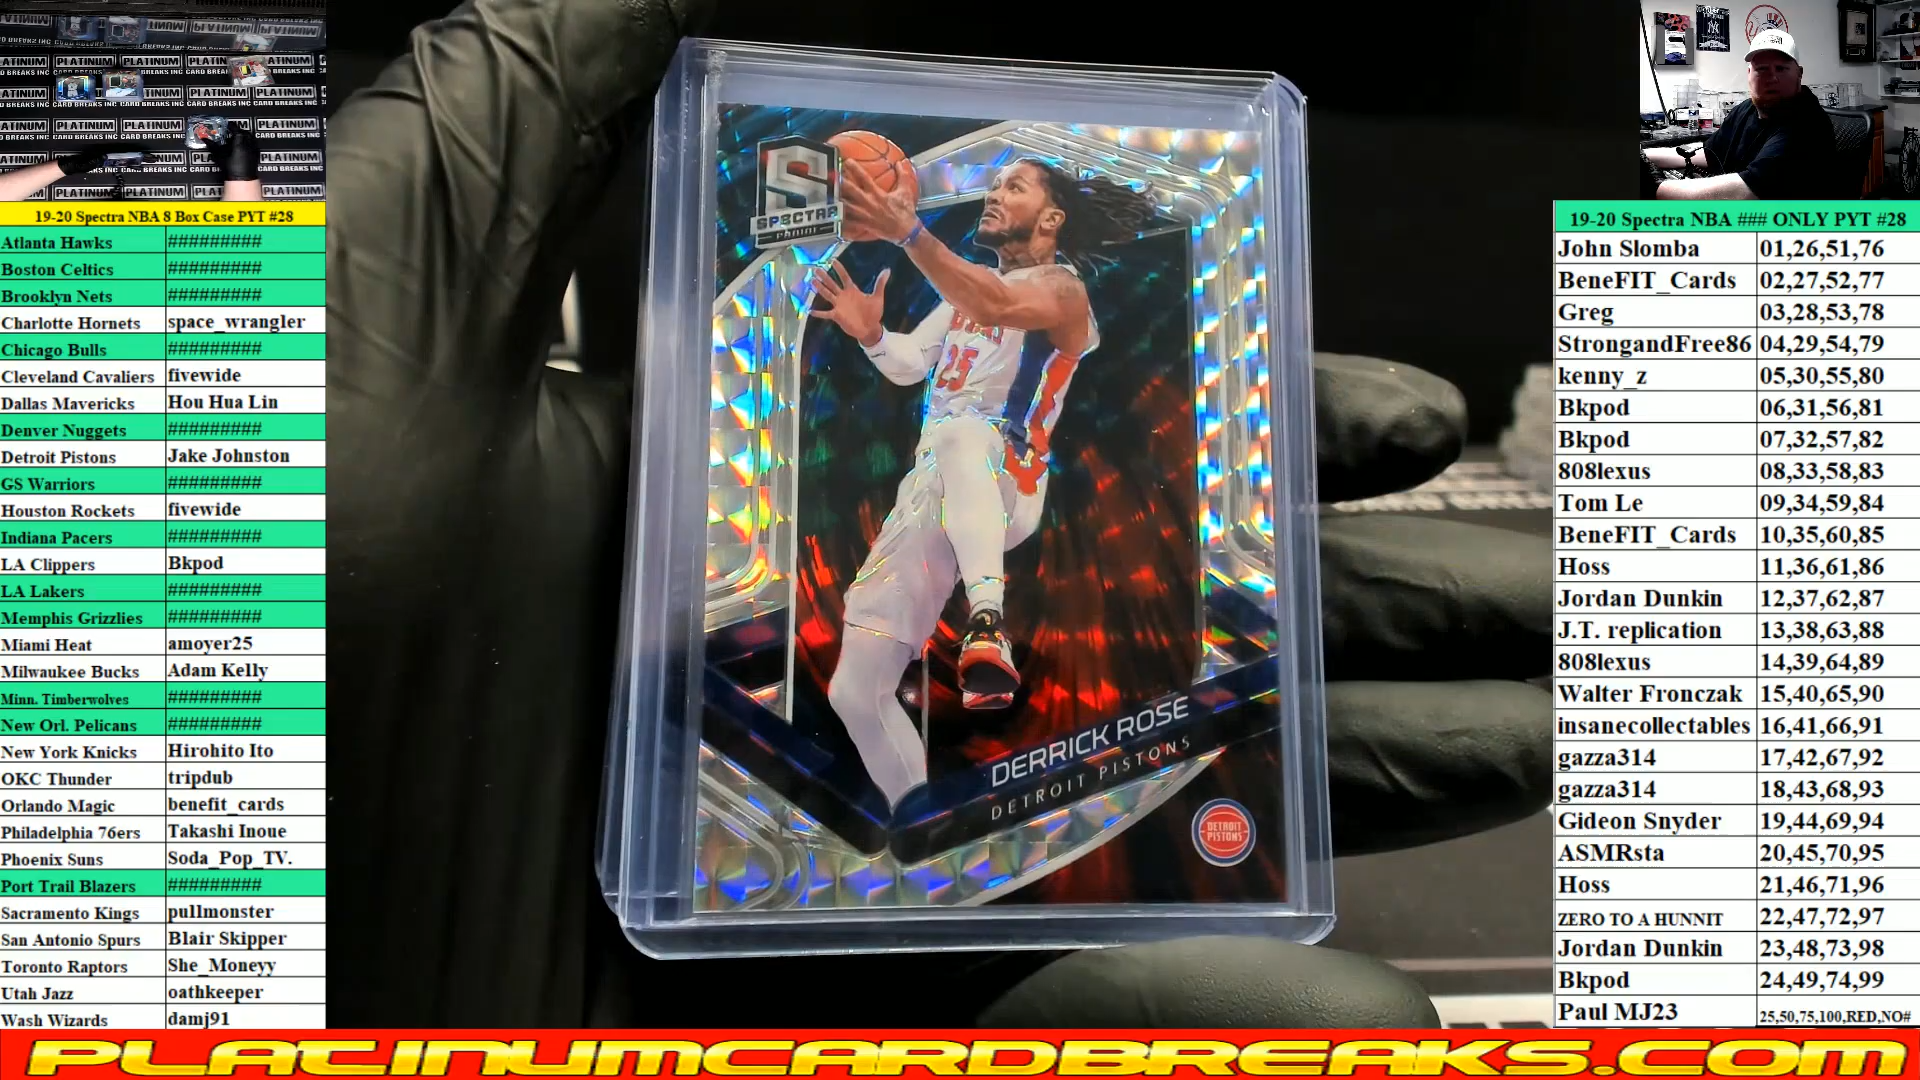 19-20 Spectra NBA 8 Box Case PYT #28
Atlanta Hawks #########
Boston Celtics #########
Brooklyn Nets #########
Charlotte Hornets space_wrangler
Chicago Bulls #########
Cleveland Cavaliers fivewide
Dallas Mavericks Hou Hua Lin
Denver Nuggets #########
Detroit Pistons Jake Johnston
GS Warriors #########
Houston Rockets fivewide
Indiana Pacers #########
LA Clippers Bkpod
LA Lakers #########
Memphis Grizzlies #########
Miami Heat amoyer25
Milwaukee Bucks Adam Kelly
Minn. Timberwolves #########
New Orl. Pelicans #########
New York Knicks Hirohito Ito
OKC Thunder tripdub
Orlando Magic benefit_cards
Philadelphia 76ers Takashi Inoue
Phoenix Suns Soda_Pop_TV.
Port Trail Blazers #########
Sacramento Kings pullmonster
San Antonio Spurs Blair Skipper
Toronto Raptors She_Moneyy
Utah Jazz oathkeeper
Wash Wizards damj91
S
SPECTRA
PANINI
25
DERRICK ROSE
DETROIT PISTONS
DETROIT
PISTONS
19-20 Spectra NBA ### ONLY PYT #28
John Slomba 01,26,51,76
BeneFIT_Cards 02,27,52,77
Greg 03,28,53,78
StrongandFree86 04,29,54,79
kenny_z 05,30,55,80
Bkpod 06,31,56,81
Bkpod 07,32,57,82
808lexus 08,33,58,83
Tom Le 09,34,59,84
BeneFIT_Cards 10,35,60,85
Hoss 11,36,61,86
Jordan Dunkin 12,37,62,87
J.T. replication 13,38,63,88
808lexus 14,39,64,89
Walter Fronczak 15,40,65,90
insanecollectables 16,41,66,91
gazza314 17,42,67,92
gazza314 18,43,68,93
Gideon Snyder 19,44,69,94
ASMRsta 20,45,70,95
Hoss 21,46,71,96
ZERO TO A HUNNIT 22,47,72,97
Jordan Dunkin 23,48,73,98
Bkpod 24,49,74,99
Paul MJ23 25,50,75,100,RED,NO#
PLATINUMCARDBREAKS.COM